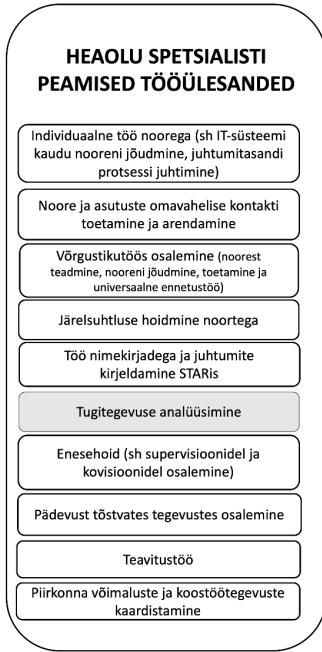 HEAOLU SPETSIALISTI
PEAMISED TÖÖÜLESANDED
Individuaalne töö noorega (sh IT-süsteemi
kaudu nooreni jõudmine, juhtumitasandi
protsessi juhtimine)
Noore ja asutuste omavahelise kontakti
toetamine ja arendamine
Võrgustikutöös osalemine (noorest
teadmine, nooreni jõudmine, toetamine ja
universaalne ennetustöö)
Järelsuhtluse hoidmine noortega
Töö nimekirjadega ja juhtumite
kirjeldamine STARis
Tugitegevuse analüüsimine
Enesehoid (sh supervisioonidel ja
kovisioonidel osalemine)
Pädevust tõstvates tegevustes osalemine
Teavitustöö
Piirkonna võimaluste ja koostöötegevuste
kaardistamine